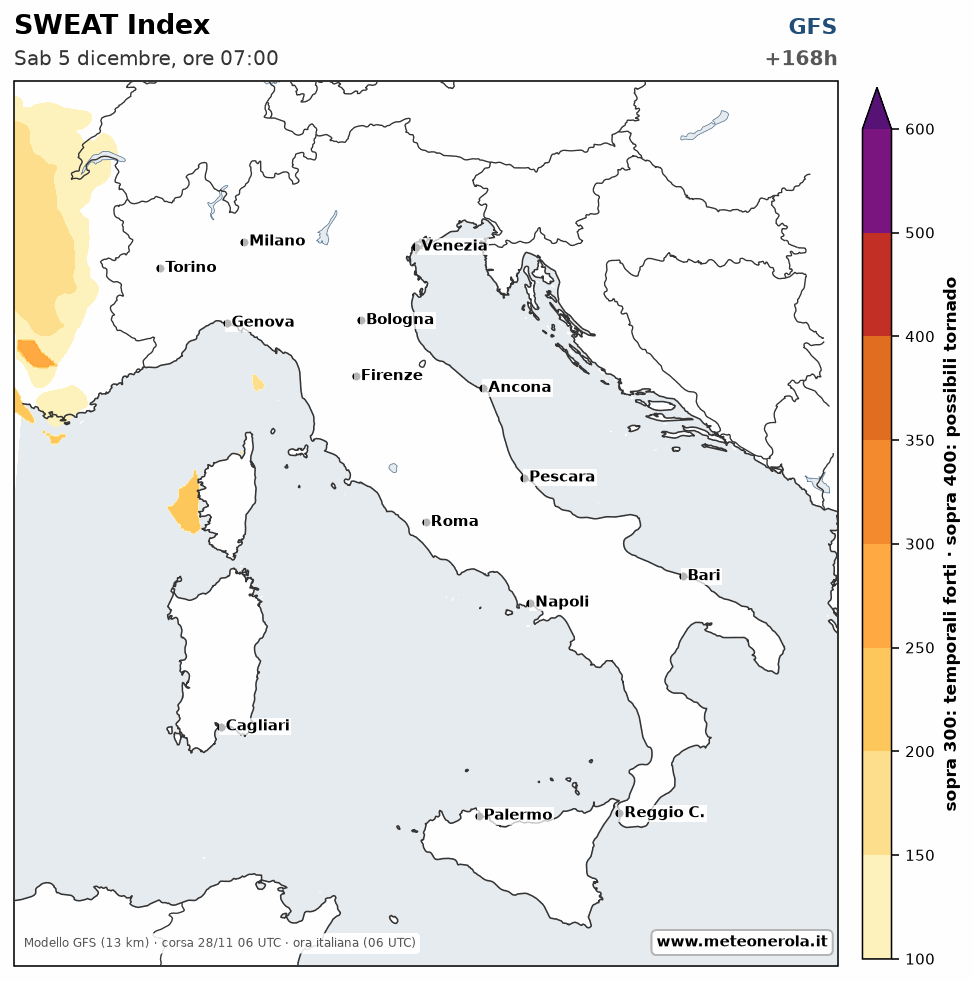 SWEAT Index
GFS
Sab 5 dicembre, ore 07:00
+168h
600
500
400
350
300
250
200
150
100
sopra 300: temporali forti · sopra 400: possibili tornado
Milano
Venezia
Torino
Genova
Bologna
Firenze
Ancona
Pescara
Roma
Bari
Napoli
Cagliari
Palermo
Reggio C.
Modello GFS (13 km) · corsa 28/11 06 UTC · ora italiana (06 UTC)
www.meteonerola.it